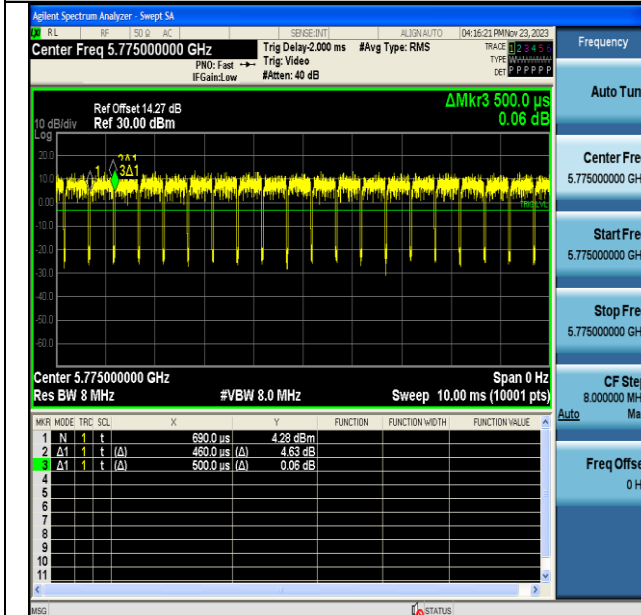 Agilent Spectrum Analyzer - Swept SA
RL RF 50 Ω AC SENSE:INT ALIGN AUTO 04:16:21 PM Nov 23, 2023
Center Freq 5.775000000 GHz
PNO: Fast
IFGain:Low
Trig Delay-2.000 ms
Trig: Video
#Atten: 40 dB
#Avg Type: RMS
TRACE 1 2 3 4 5 6
TYPE
DET P P P P P P
Frequency
Auto Tun
Ref Offset 14.27 dB
10 dB/div Ref 30.00 dBm
Log
ΔMkr3 500.0 µs
0.06 dB
20.0
10.0
0.00
-10.0
-20.0
-30.0
-40.0
-50.0
-60.0
1
3Δ1
TRIG LVL
Center Fre
5.775000000 GH
Start Fre
5.775000000 GH
Stop Fre
5.775000000 GH
CF Ste
8.000000 MH
Auto Ma
Freq Offse
0 H
Center 5.775000000 GHz Span 0 Hz
Res BW 8 MHz #VBW 8.0 MHz Sweep 10.00 ms (10001 pts)
MKR MODE TRC SCL X Y FUNCTION FUNCTION WIDTH FUNCTION VALUE
1 N 1 t 690.0 µs 4.28 dBm
2 Δ1 1 t (Δ) 460.0 µs (Δ) 4.63 dB
3 Δ1 1 t (Δ) 500.0 µs (Δ) 0.06 dB
4
5
6
7
8
9
10
11
MSG STATUS